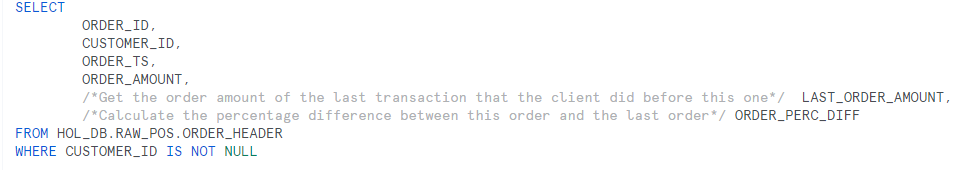 SELECT
ORDER_ID,
CUSTOMER_ID,
ORDER_TS,
ORDER_AMOUNT,
/*Get the order amount of the last transaction that the client did before this one*/ LAST_ORDER_AMOUNT,
/*Calculate the percentage difference between this order and the last order*/ ORDER_PERC_DIFF
FROM HOL_DB.RAW_POS.ORDER_HEADER
WHERE CUSTOMER_ID IS NOT NULL